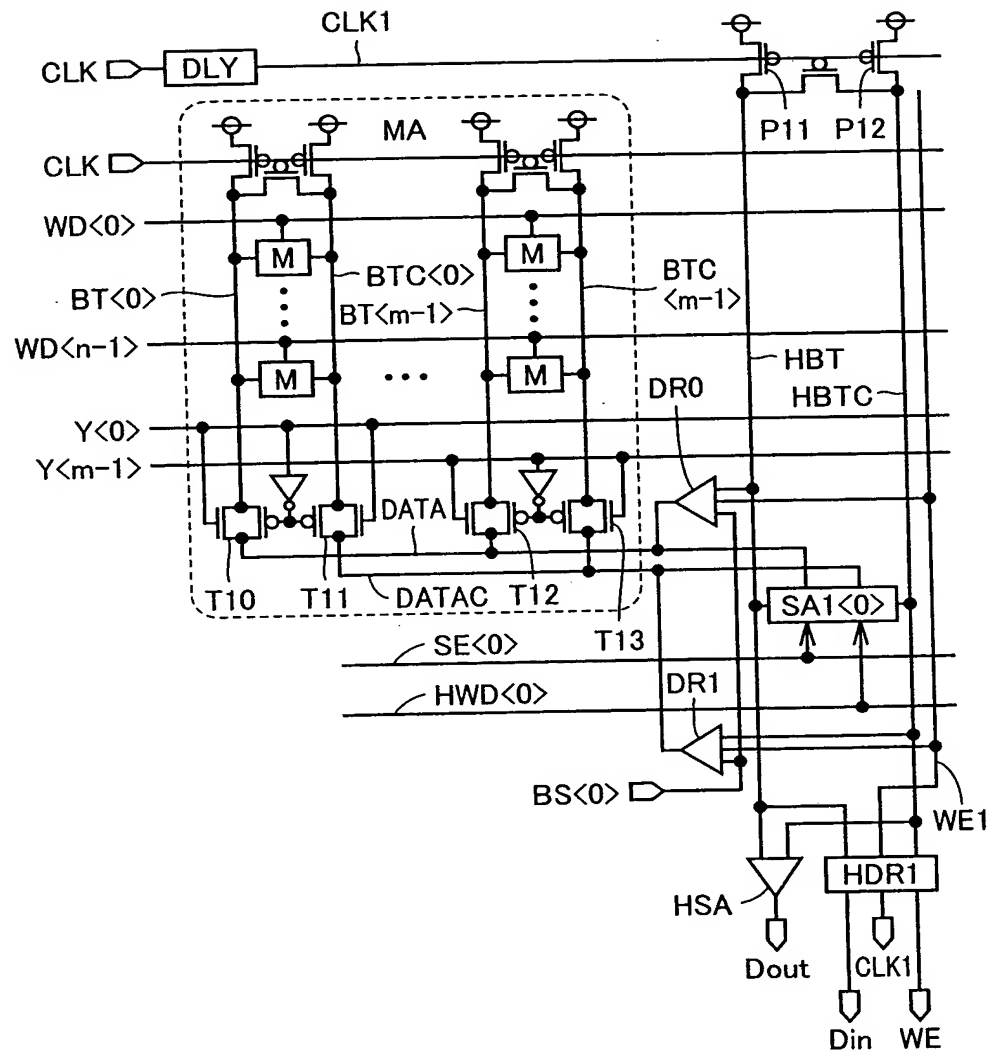 CLK1
CLK
DLY
P11
P12
MA
CLK
WD<0>
M
M
BT<0>
BTC<0>
BT<m-1>
BTC
<m-1>
WD<n-1>
M
M
HBT
HBTC
DR0
Y<0>
Y<m-1>
DATA
T10
T11
DATAC
T12
T13
SA1<0>
SE<0>
HWD<0>
DR1
BS<0>
WE1
HSA
HDR1
Dout
CLK1
Din
WE